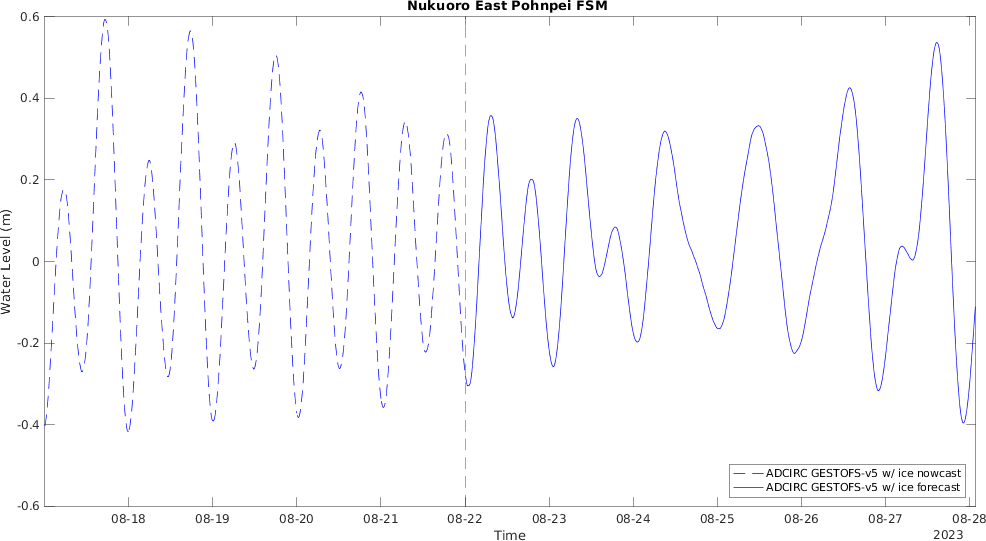 Nukuoro East Pohnpei FSM
Water Level (m)
0.6
0.4
0.2
0
-0.2
-0.4
-0.6
ADCIRC GESTOFS-v5 w/ ice nowcast
ADCIRC GESTOFS-v5 w/ ice forecast
08-18 08-19 08-20 08-21 08-22 08-23 08-24 08-25 08-26 08-27 08-28
Time
2023